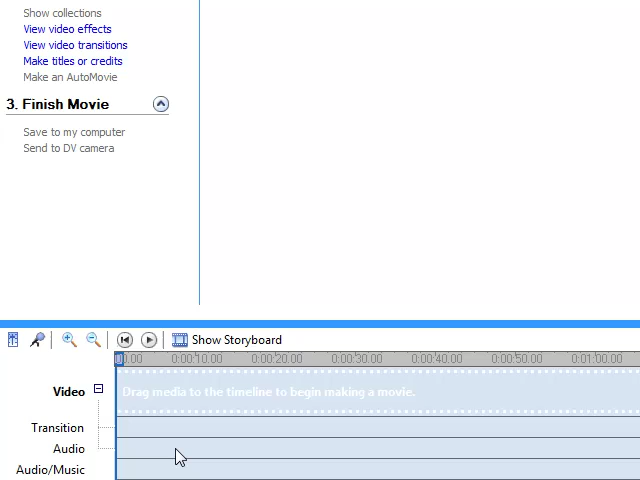 Show collections
View video effects
View video transitions
Make titles or credits
Make an AutoMovie
3. Finish Movie
Save to my computer
Send to DV camera
Show Storyboard
0:00:10.00 0:00:20.00 0:00:30.00 0:00:40.00 0:00:50.00 0:01:00.00
Video
Drag media to the timeline to begin making a movie.
Transition
Audio
Audio/Music